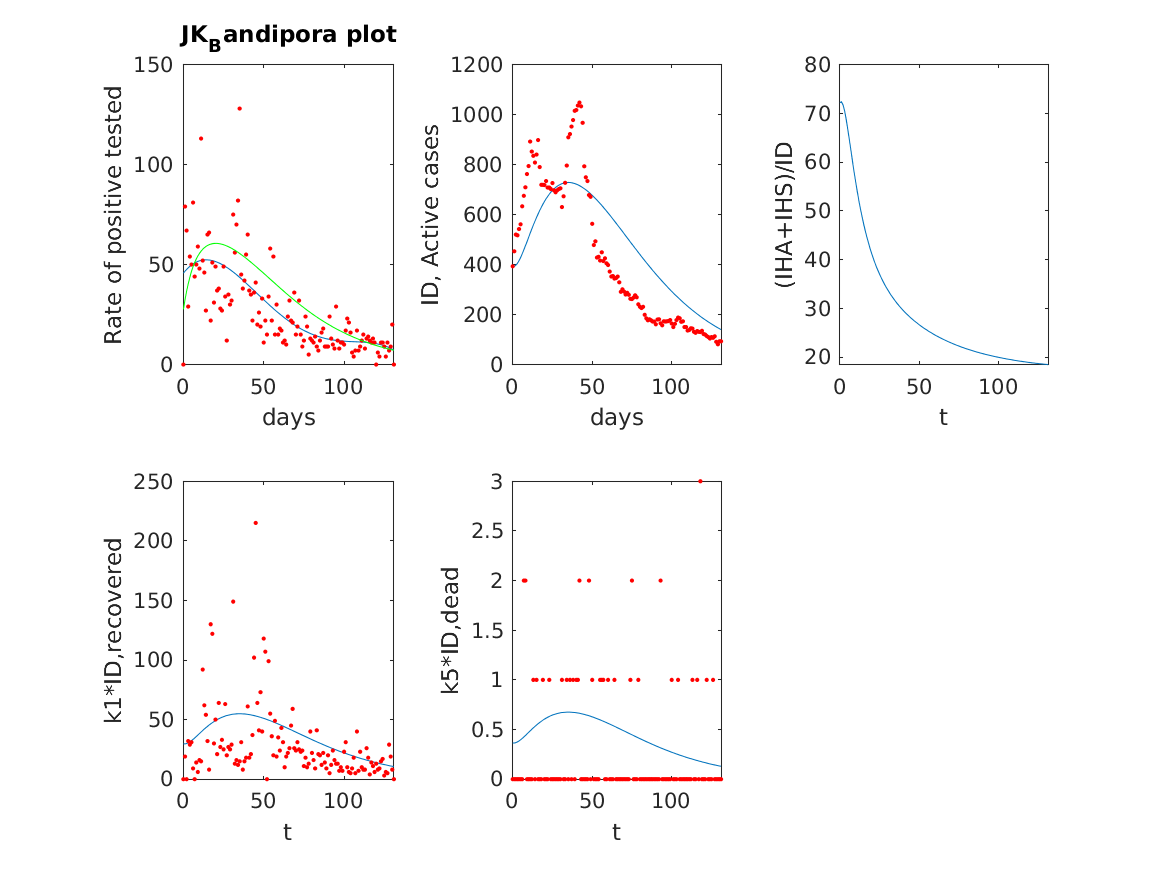 JK_Bandipora plot
150
100
50
0
Rate of positive tested
0 50 100
days
1200
1000
800
600
400
200
0
ID, Active cases
0 50 100
days
80
70
60
50
40
30
20
(IHA+IHS)/ID
0 50 100
t
250
200
150
100
50
0
k1*ID,recovered
0 50 100
t
3
2.5
2
1.5
1
0.5
0
k5*ID,dead
0 50 100
t